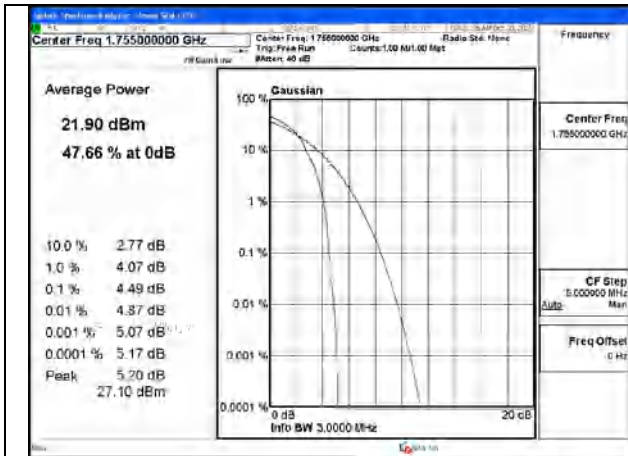 Center Freq 1.755000000 GHz
Center Freq: 1.755000000 GHz
Radio Std: None
Trig: Free Run
Counts:1.00 M/1.00 Mpt
#Atten: 40 dB
Frequency
Average Power
21.90 dBm
47.66 % at 0dB
10.0 % 2.77 dB
1.0 % 4.07 dB
0.1 % 4.49 dB
0.01 % 4.87 dB
0.001 % 5.07 dB
0.0001 % 5.17 dB
Peak 5.20 dB
27.10 dBm
Gaussian
100 %
10 %
1 %
0.1 %
0.01 %
0.001 %
0.0001 %
0 dB
20 dB
Info BW 3.0000 MHz
Center Freq
1.755000000 GHz
CF Step
5.000000 MHz
Auto Man
Freq Offset
0 Hz